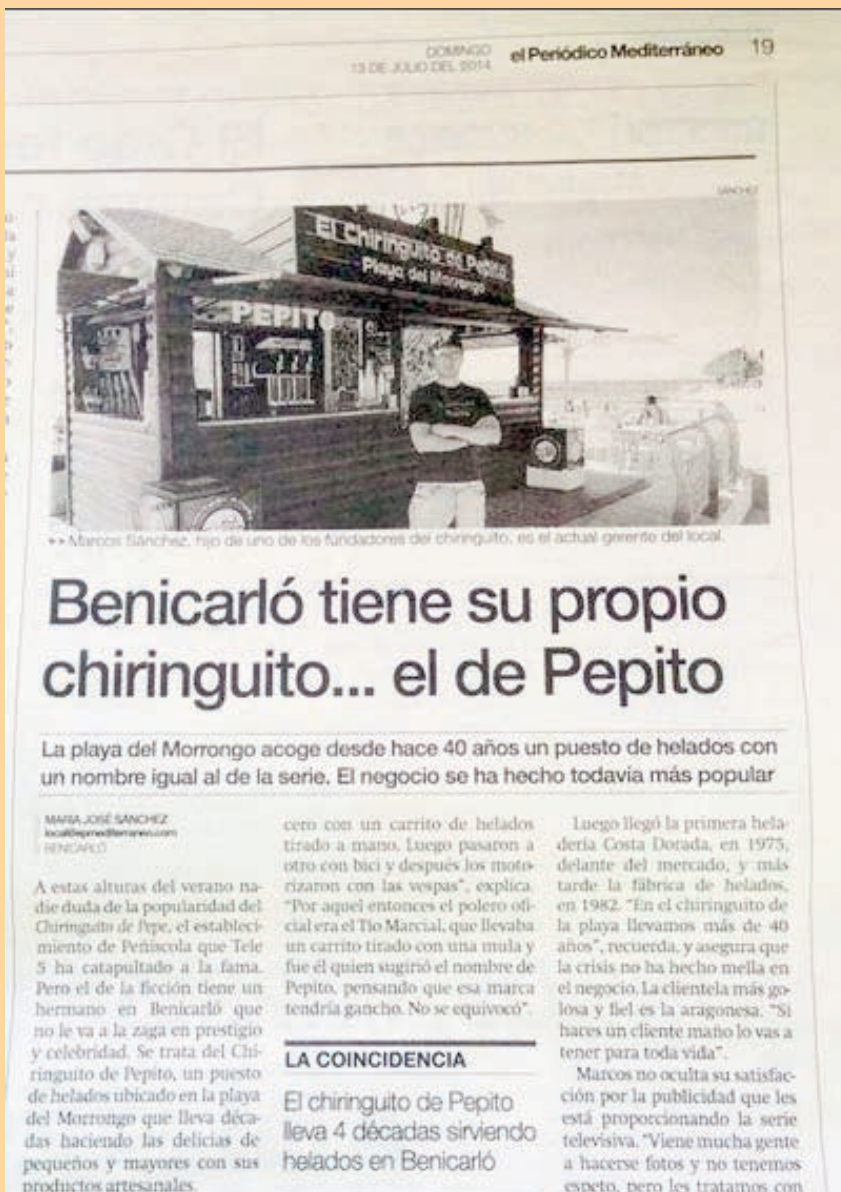 DOMINGO
13 DE JULIO DEL 2014
el Periódico Mediterráneo 19
SÁNCHEZ
El Chiringuito de Pepito
Playa del Morrongo
PEPITO
Marcos Sánchez, hijo de uno de los fundadores del chiringuito, es el actual gerente del local.
Benicarló tiene su propio
chiringuito... el de Pepito
La playa del Morrongo acoge desde hace 40 años un puesto de helados con
un nombre igual al de la serie. El negocio se ha hecho todavía más popular
MARIA JOSÉ SÁNCHEZ
local@epmediterraneo.com
BENICARLÓ
A estas alturas del verano na-
die duda de la popularidad del
Chiringuito de Pepe, el estableci-
miento de Peñíscola que Tele
5 ha catapultado a la fama.
Pero el de la ficción tiene un
hermano en Benicarló que
no le va a la zaga en prestigio
y celebridad. Se trata del Chi-
ringuito de Pepito, un puesto
de helados ubicado en la playa
del Morrongo que lleva déca-
das haciendo las delicias de
pequeños y mayores con sus
productos artesanales.
cero con un carrito de helados
tirado a mano. Luego pasaron a
otro con bici y después los moto-
rizaron con las vespas", explica.
"Por aquel entonces el polero ofi-
cial era el Tio Marcial, que llevaba
un carrito tirado con una mula y
fue él quien sugirió el nombre de
Pepito, pensando que esa marca
tendría gancho. No se equivocó".
LA COINCIDENCIA
El chiringuito de Pepito
lleva 4 décadas sirviendo
helados en Benicarló
Luego llegó la primera hela-
dería Costa Dorada, en 1975,
delante del mercado, y más
tarde la fábrica de helados,
en 1982. "En el chiringuito de
la playa llevamos más de 40
años", recuerda, y asegura que
la crisis no ha hecho mella en
el negocio. La clientela más go-
losa y fiel es la aragonesa. "Si
haces un cliente maño lo vas a
tener para toda vida".
Marcos no oculta su satisfac-
ción por la publicidad que les
está proporcionando la serie
televisiva. "Viene mucha gente
a hacerse fotos y no tenemos
espeto, pero les tratamos con